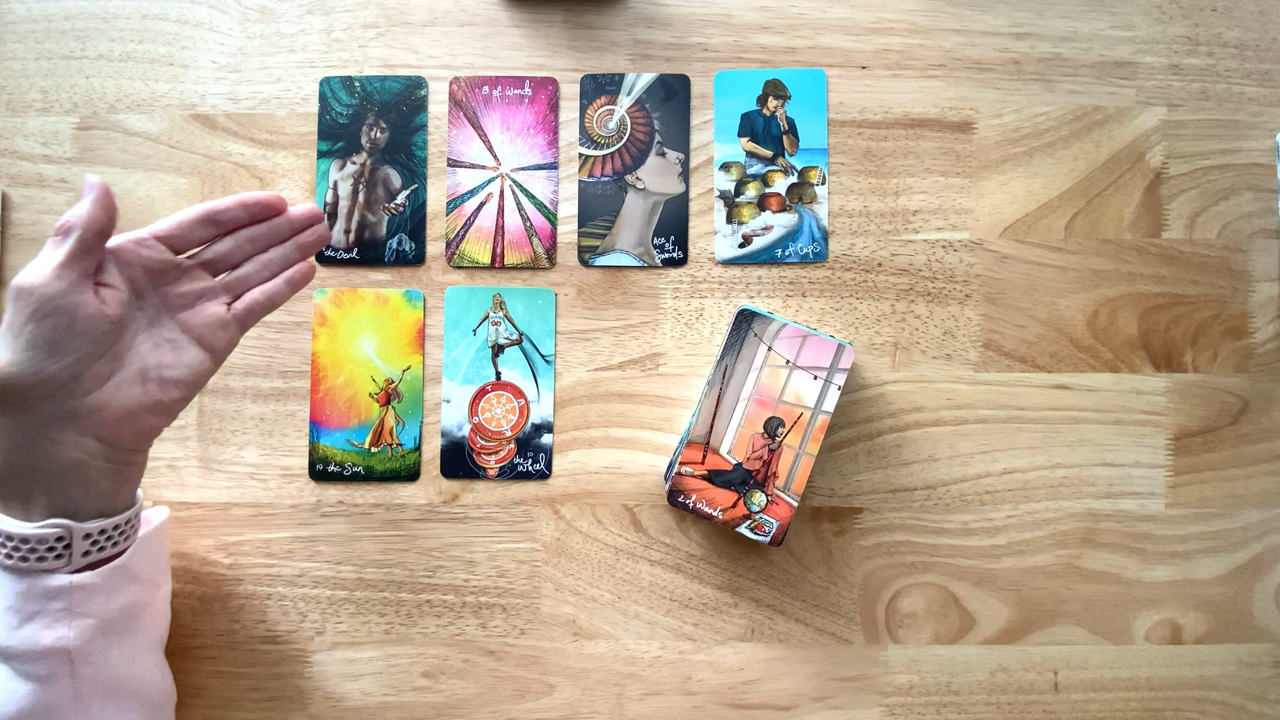 the Devil
8 of Wands
Ace
of
Swords
7 of Cups
19 the Sun
TAROT
10
the
Wheel
2 of Wands